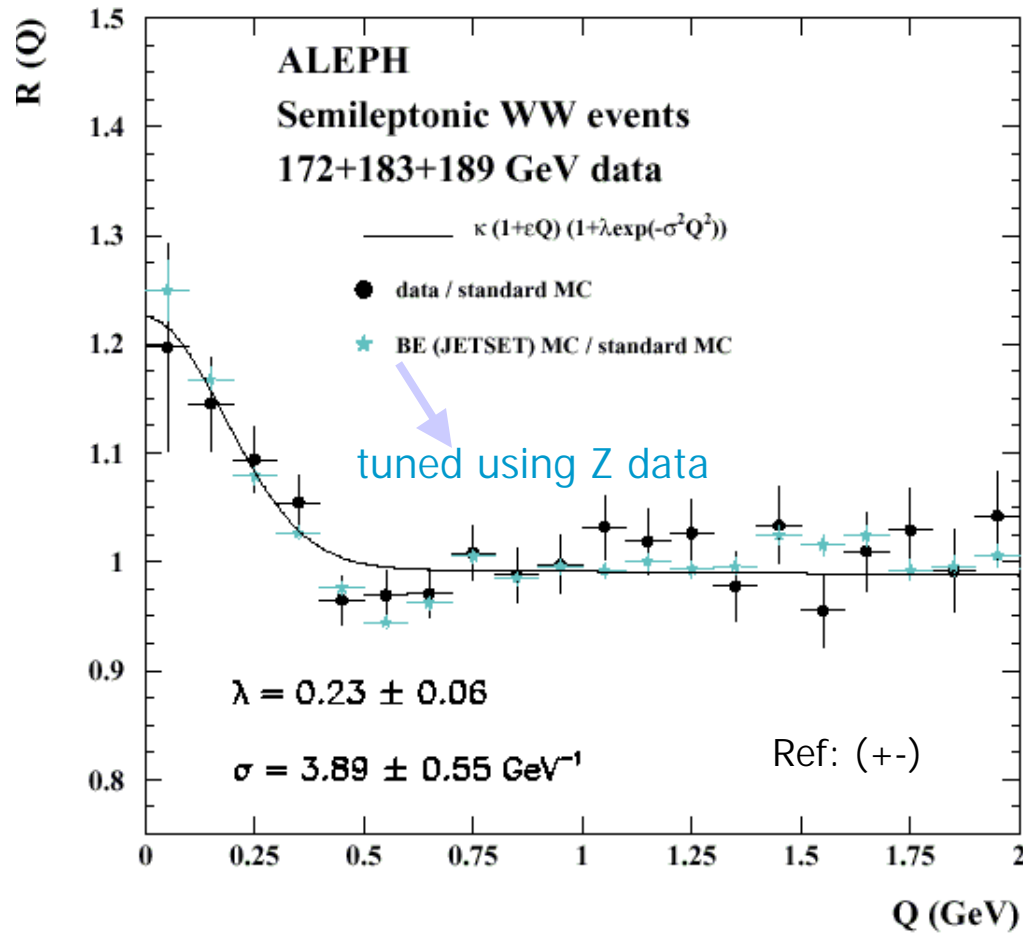 R (Q)
1.5
1.4
1.3
1.2
1.1
1
0.9
0.8
ALEPH
Semileptonic WW events
172+183+189 GeV data
κ (1+εQ) (1+λexp(-σ²Q²))
data / standard MC
BE (JETSET) MC / standard MC
tuned using Z data
λ = 0.23 ± 0.06
σ = 3.89 ± 0.55 GeV⁻¹
Ref: (+-)
0 0.25 0.5 0.75 1 1.25 1.5 1.75 2
Q (GeV)